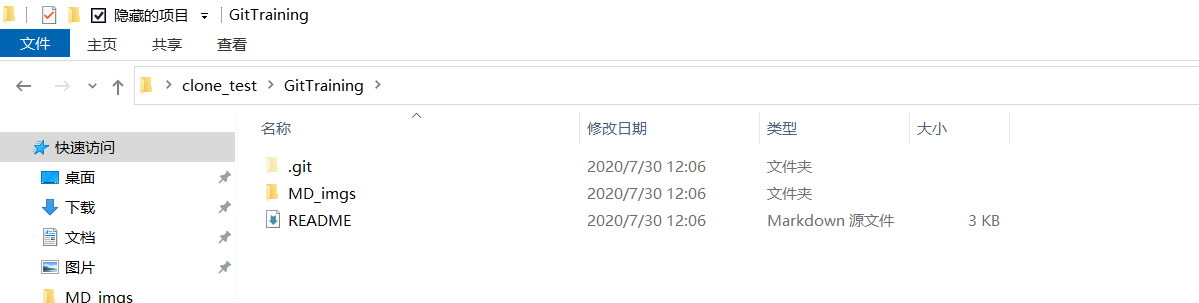 隐藏的项目 GitTraining
文件 主页 共享 查看
clone_test GitTraining
名称 修改日期 类型 大小
快速访问
桌面
下载
文档
图片
MD_imgs
.git 2020/7/30 12:06 文件夹
MD_imgs 2020/7/30 12:06 文件夹
README 2020/7/30 12:06 Markdown 源文件 3 KB